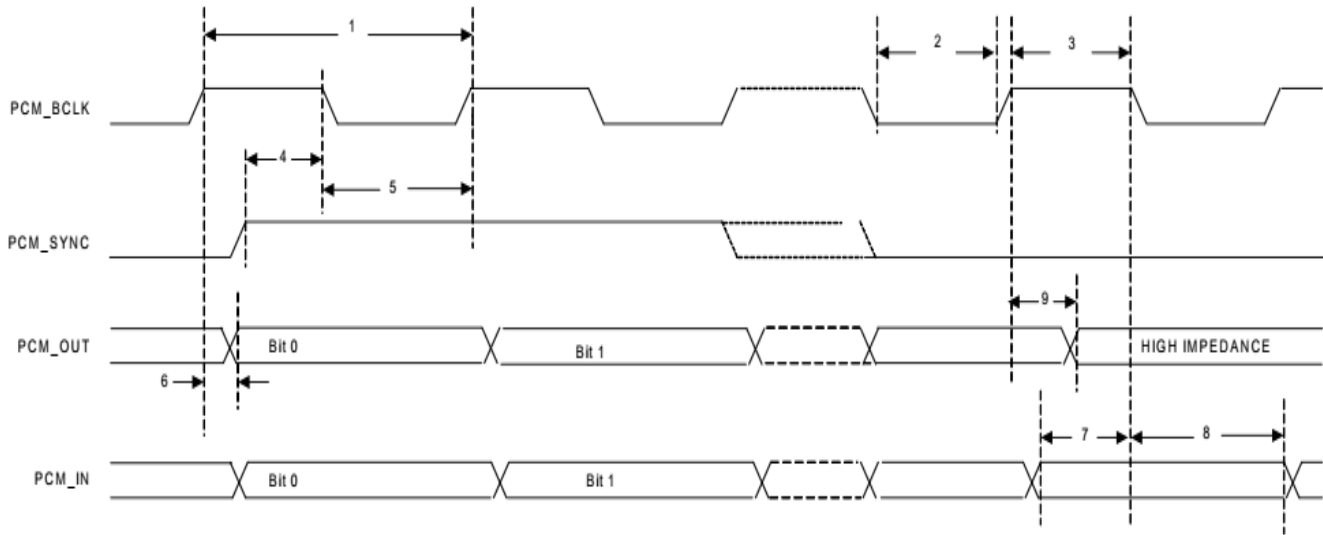 1
2
3
PCM_BCLK
4
5
PCM_SYNC
9
PCM_OUT
Bit 0
Bit 1
HIGH IMPEDANCE
6
7
8
PCM_IN
Bit 0
Bit 1